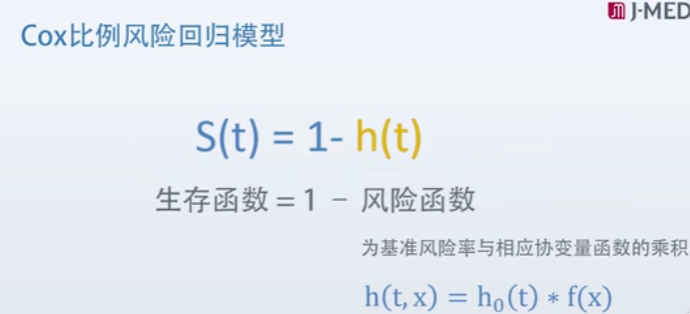 J-MED
Cox比例风险回归模型
S(t) = 1- h(t)
生存函数 = 1 − 风险函数
为基准风险率与相应协变量函数的乘积
h(t, x) = h₀(t) ∗ f(x)